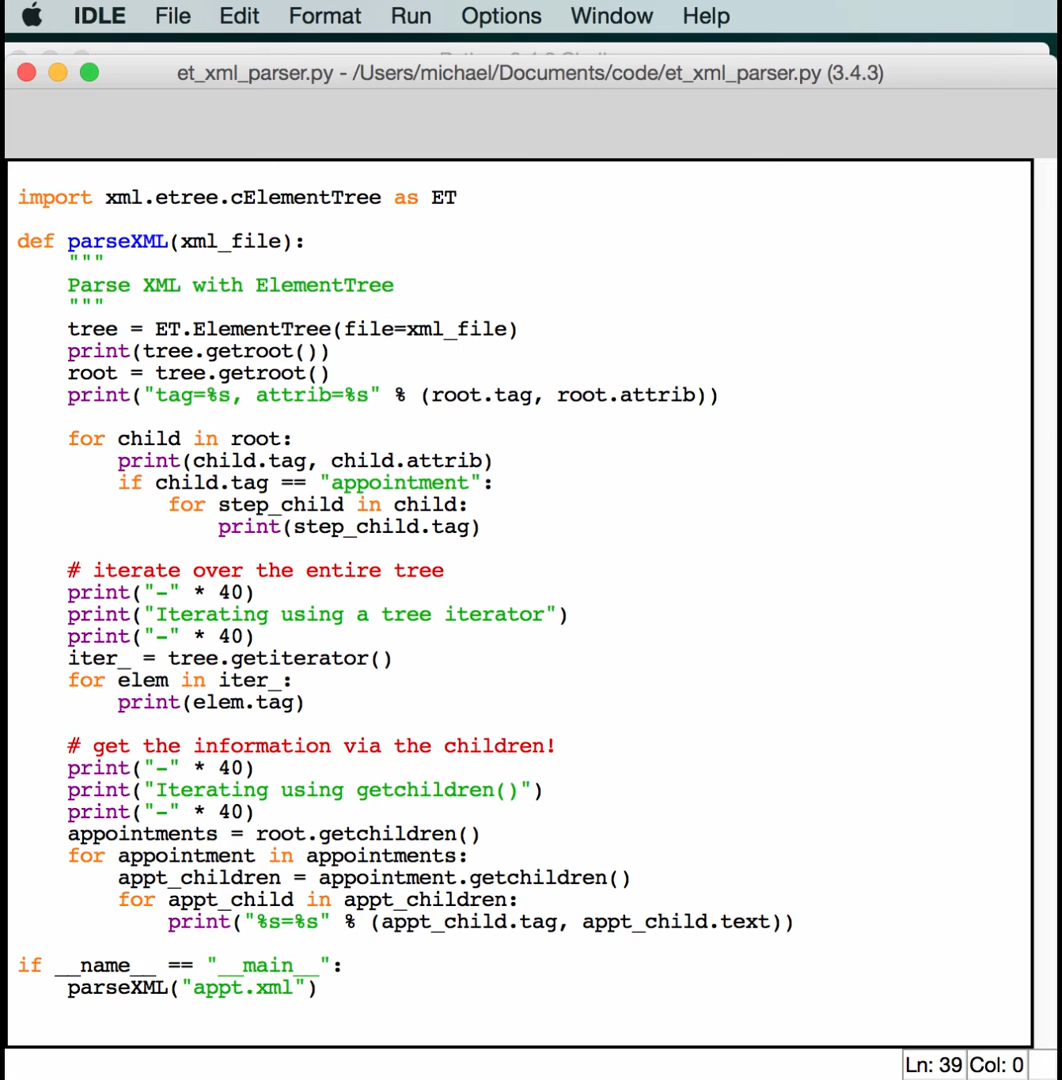 IDLE File Edit Format Run Options Window Help
et_xml_parser.py - /Users/michael/Documents/code/et_xml_parser.py (3.4.3)
import xml.etree.cElementTree as ET
def parseXML(xml_file):
    """
    Parse XML with ElementTree
    """
    tree = ET.ElementTree(file=xml_file)
    print(tree.getroot())
    root = tree.getroot()
    print("tag=%s, attrib=%s" % (root.tag, root.attrib))
    for child in root:
        print(child.tag, child.attrib)
        if child.tag == "appointment":
            for step_child in child:
                print(step_child.tag)
    # iterate over the entire tree
    print("-" * 40)
    print("Iterating using a tree iterator")
    print("-" * 40)
    iter_ = tree.getiterator()
    for elem in iter_:
        print(elem.tag)
    # get the information via the children!
    print("-" * 40)
    print("Iterating using getchildren()")
    print("-" * 40)
    appointments = root.getchildren()
    for appointment in appointments:
        appt_children = appointment.getchildren()
        for appt_child in appt_children:
            print("%s=%s" % (appt_child.tag, appt_child.text))
if __name__ == "__main__":
    parseXML("appt.xml")
Ln: 39 Col: 0